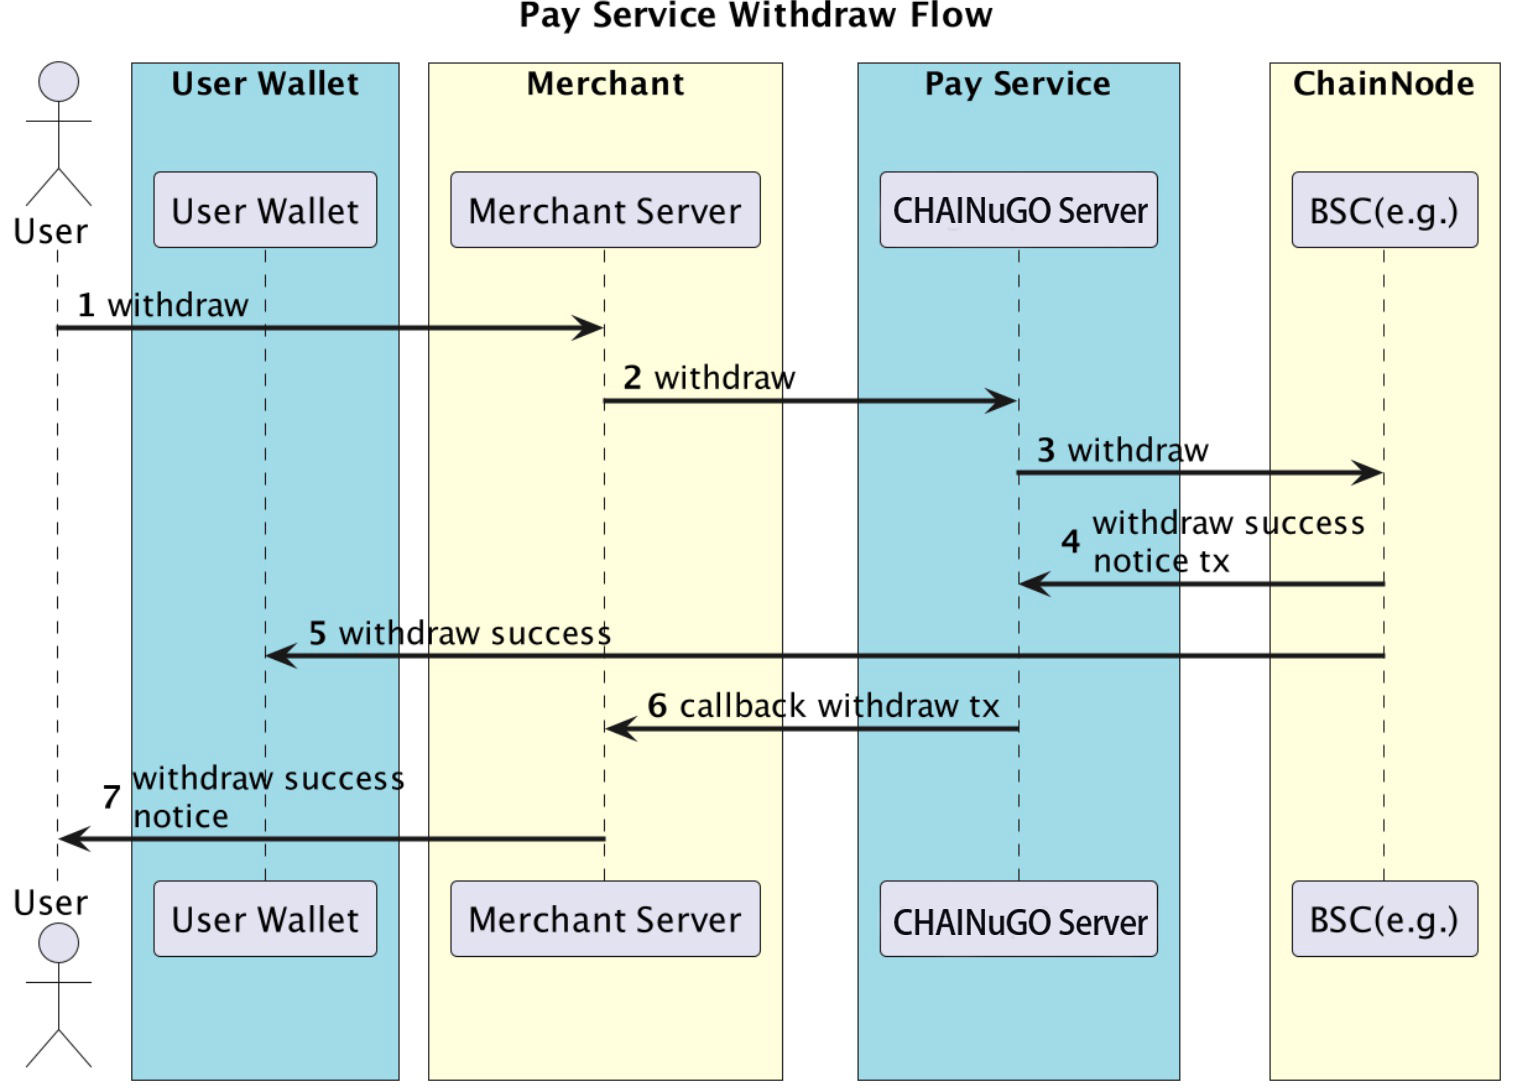 Pay Service Withdraw Flow
User Wallet
Merchant
Pay Service
ChainNode
User
User Wallet
Merchant Server
CHAINuGO Server
BSC(e.g.)
1 withdraw
2 withdraw
3 withdraw
4 withdraw success
notice tx
5 withdraw success
6 callback withdraw tx
7 withdraw success
notice
User
User Wallet
Merchant Server
CHAINuGO Server
BSC(e.g.)